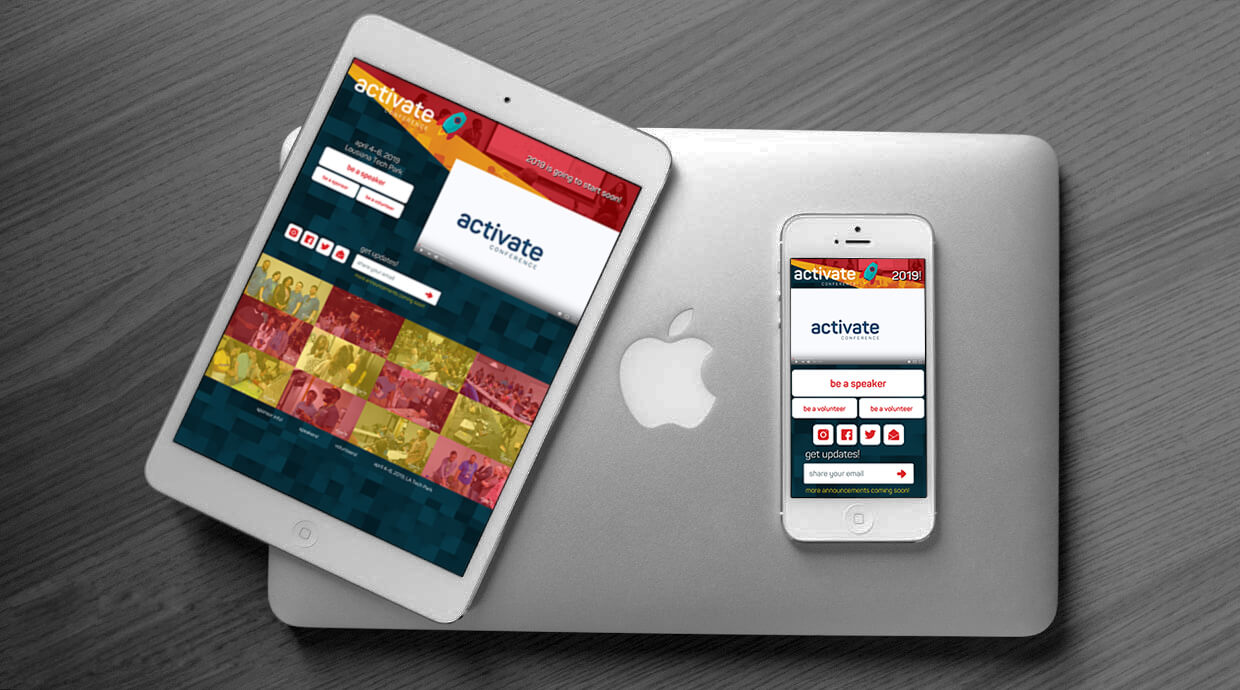 activate
CONFERENCE
2019 is going to start soon!
april 4-6, 2019
Lousiana Tech Park
be a speaker
be a sponsor
be a volunteer
activate
CONFERENCE
get updates!
share your email
more announcements coming soon!
sponsor info!
speakers!
volunteers!
april 4-6, 2019, LA Tech Park
activate
CONFERENCE
2019!
activate
CONFERENCE
be a speaker
be a volunteer
be a volunteer
get updates!
share your email
more announcements coming soon!